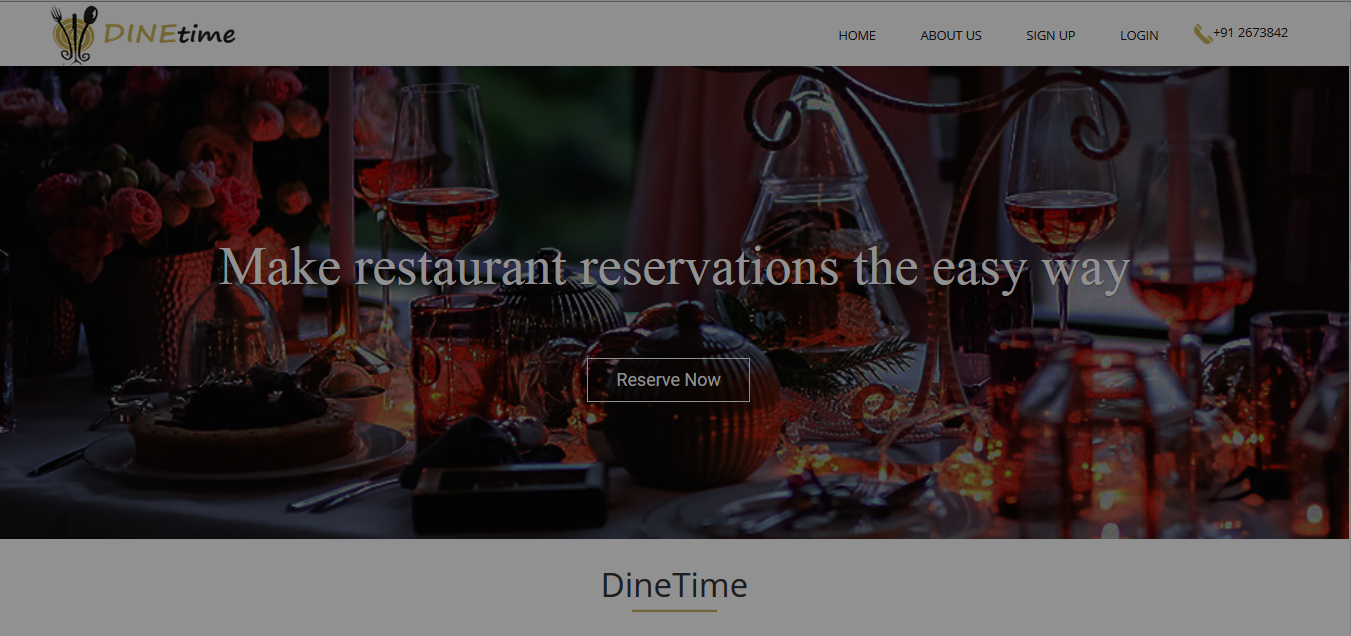 DINEtime
HOME ABOUT US SIGN UP LOGIN +91 2673842
Make restaurant reservations the easy way
Reserve Now
DineTime